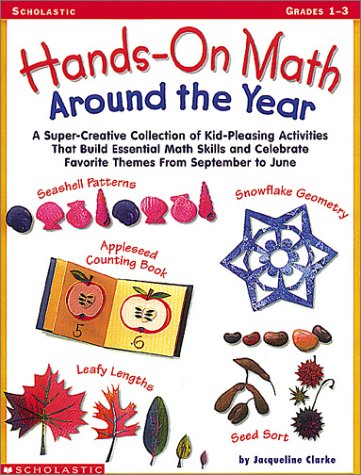 SCHOLASTIC
GRADES 1–3
Hands-On Math
Around the Year
A Super-Creative Collection of Kid-Pleasing Activities
That Build Essential Math Skills and Celebrate
Favorite Themes From September to June
Seashell Patterns
Snowflake Geometry
Appleseed
Counting Book
5
6
Leafy Lengths
Seed Sort
by Jacqueline Clarke
SCHOLASTIC